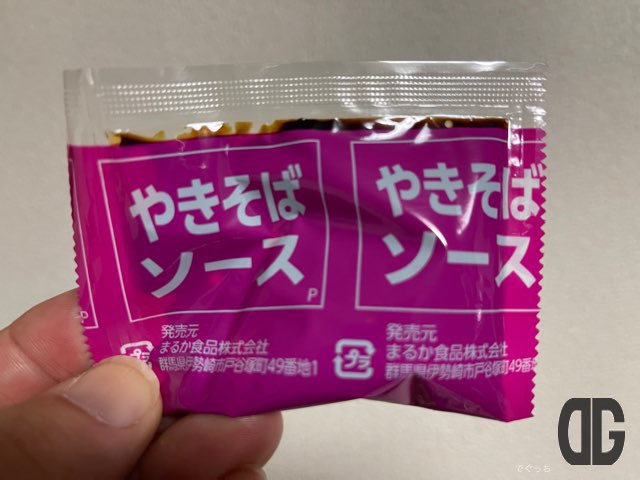 やきそば
ソース
P
発売元
まるか食品株式会社
群馬県伊勢崎市戸谷塚町49番地1
やきそば
ソース
発売元
まるか食品株式会社
プラ
群馬県伊勢崎市戸谷塚町49番
DG
でぐっち